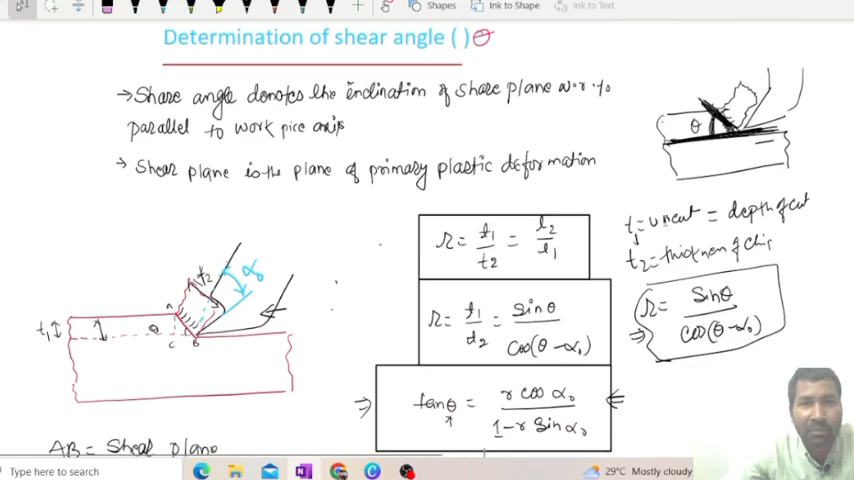 Shapes
Ink to Shape
Ink to Text
Determination of shear angle ( ) θ
→ Share angle denotes the inclination of share plane w.r.to
parallel to work pice axis
→ Shear plane is the plane of primary plastic deformation
θ
t₁ = uncut = depth of cut
t₂ = thickness of chip
r = t₁/t₂ = l₂/l₁
r = t₁/t₂ = Sinθ/cos(θ-α₀)
⇒ r = Sinθ/cos(θ-α₀)
⇒ tanθ = r cos α₀/1-r Sinα₀ ⇐
t₂
α₀
A
t₁
θ
C
B
AB = Shear plane
Type here to search
29°C Mostly cloudy